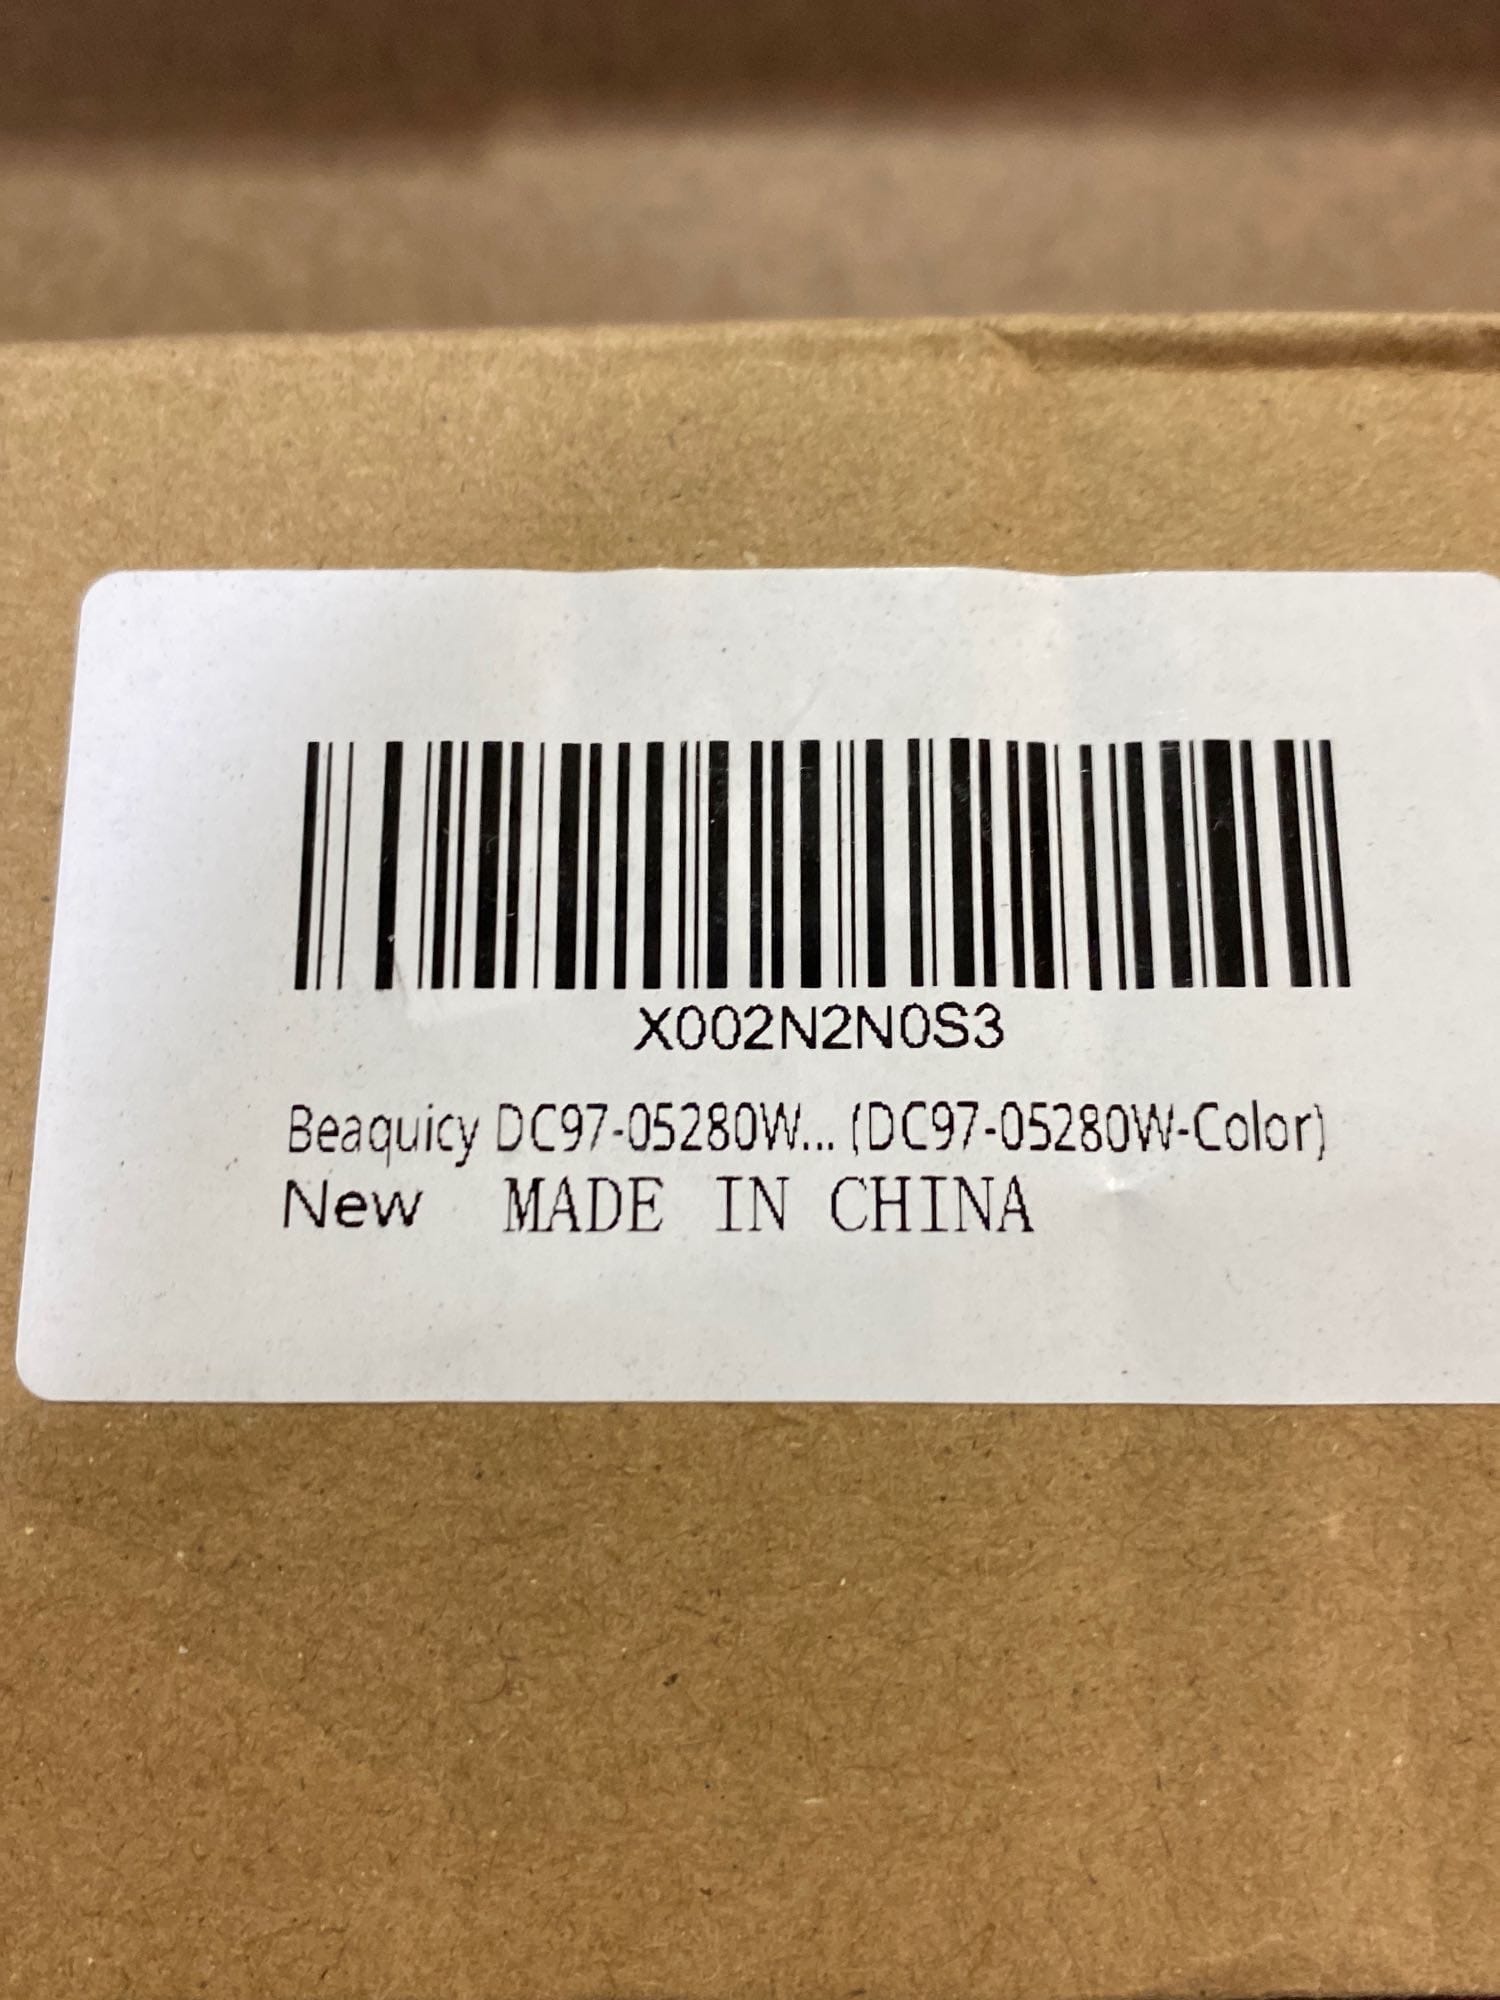 X002N2N0S3
Beaquicy DC97-05280W... (DC97-05280W-Color)
New MADE IN CHINA